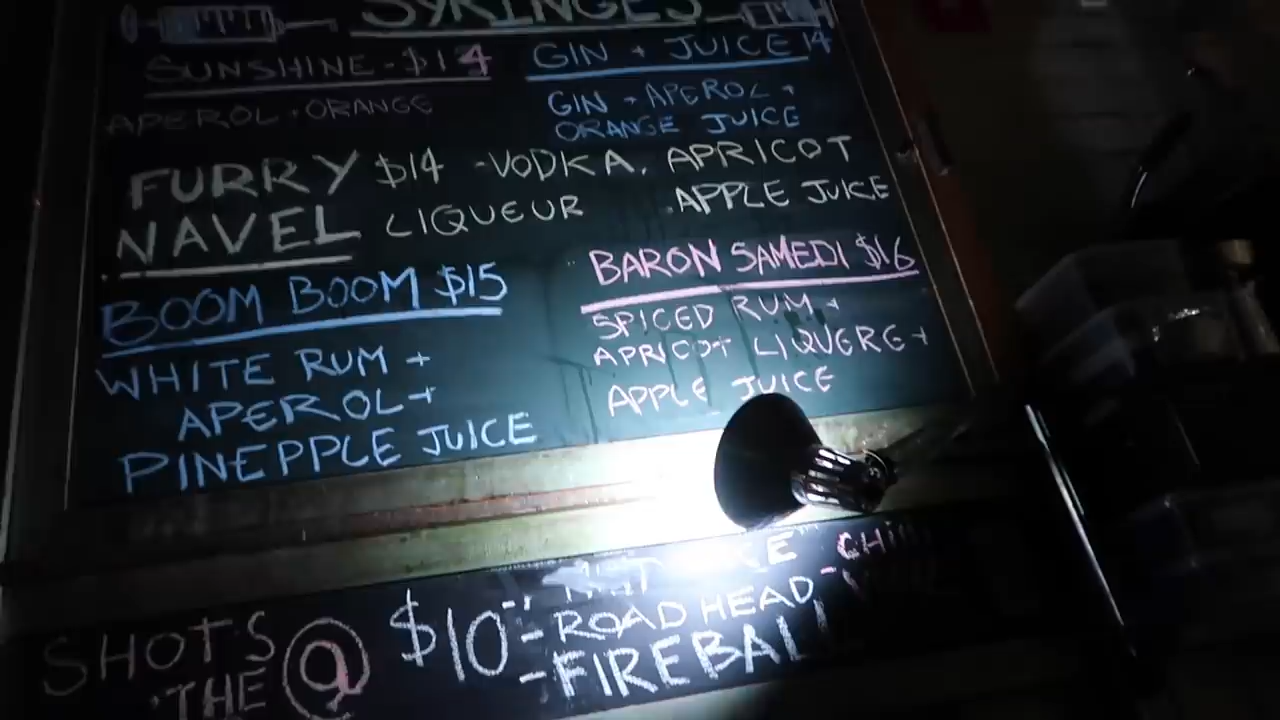 SYRINGES
SUNSHINE - $14
APEROL + ORANGE
GIN + JUICE 14
GIN + APEROL +
ORANGE JUICE
FURRY NAVEL $14 - VODKA, APRICOT
LIQUEUR APPLE JUICE
BOOM BOOM $15
WHITE RUM +
APEROL +
PINEPPLE JUICE
BARON SAMEDI $16
SPICED RUM +
APRICOT LIQUERE +
APPLE JUICE
SHOTS
THE @ $10
- ROAD HEAD
- FIREBALL